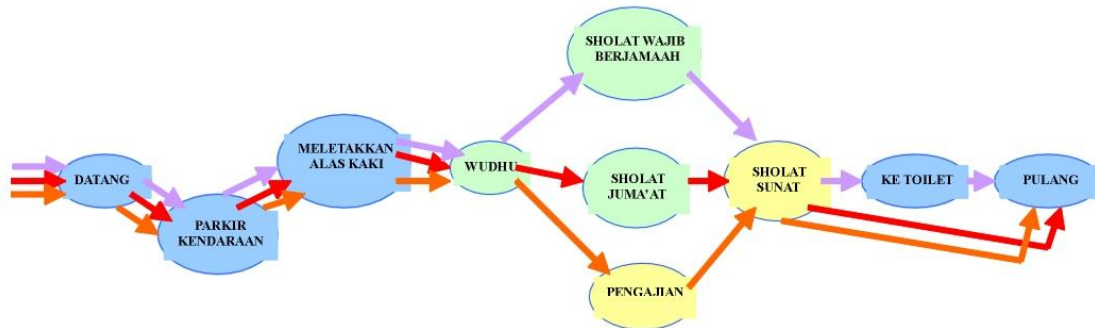 DATANG
PARKIR
KENDARAAN
MELETAKKAN
ALAS KAKI
WUDHU
SHOLAT WAJIB
BERJAMAAH
SHOLAT
JUMA'AT
PENGAJIAN
SHOLAT
SUNAT
KE TOILET
PULANG